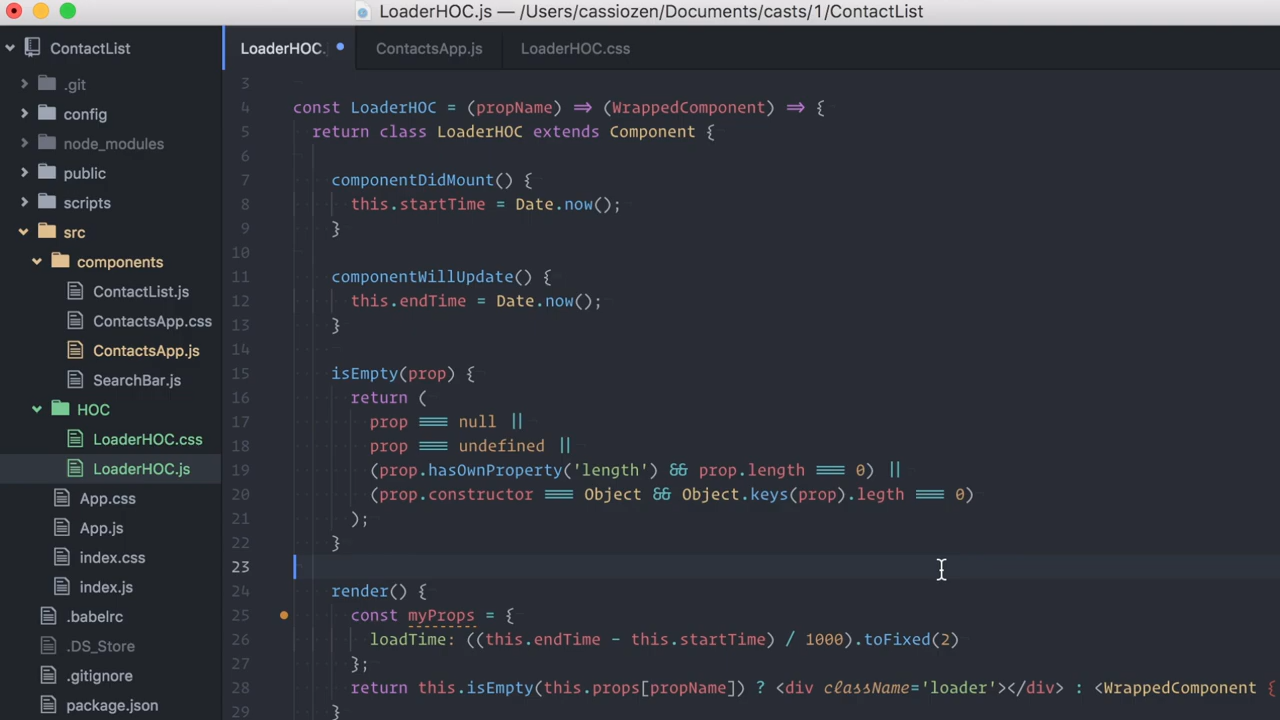 LoaderHOC.js — /Users/cassiozen/Documents/casts/1/ContactList
ContactList
.git
config
node_modules
public
scripts
src
components
ContactList.js
ContactsApp.css
ContactsApp.js
SearchBar.js
HOC
LoaderHOC.css
LoaderHOC.js
App.css
App.js
index.css
index.js
.babelrc
.DS_Store
.gitignore
package.json
LoaderHOC. ContactsApp.js LoaderHOC.css
3
4 const LoaderHOC = (propName) => (WrappedComponent) => {
5 return class LoaderHOC extends Component {
6
7 componentDidMount() {
8 this.startTime = Date.now();
9 }
10
11 componentWillUpdate() {
12 this.endTime = Date.now();
13 }
14
15 isEmpty(prop) {
16 return (
17 prop === null ||
18 prop === undefined ||
19 (prop.hasOwnProperty('length') && prop.length === 0) ||
20 (prop.constructor === Object && Object.keys(prop).legth === 0)
21 );
22 }
23
24 render() {
25 const myProps = {
26 loadTime: ((this.endTime - this.startTime) / 1000).toFixed(2)
27 };
28 return this.isEmpty(this.props[propName]) ? <div className='loader'></div> : <WrappedComponent {
29 }